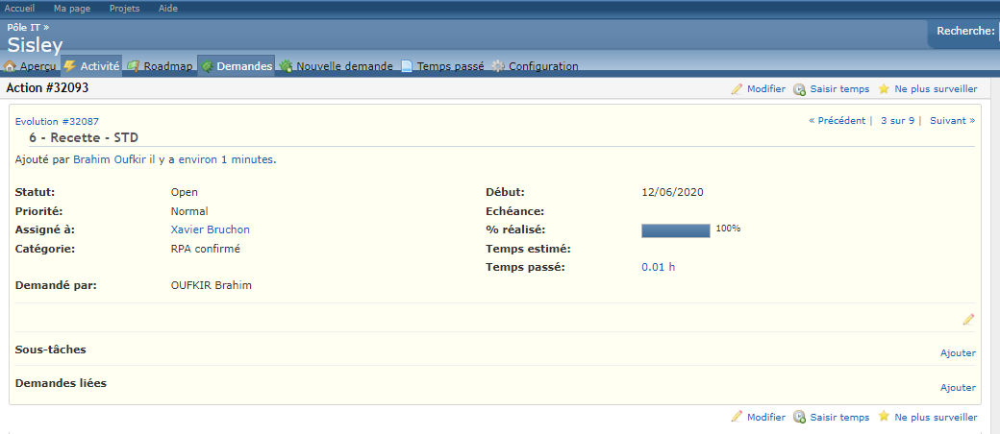 Accueil Ma page Projets Aide
Pôle IT »
Sisley
Recherche:
Aperçu Activité Roadmap Demandes Nouvelle demande Temps passé Configuration
Action #32093
Modifier Saisir temps Ne plus surveiller
Evolution #32087
« Précédent | 3 sur 9 | Suivant »
6 - Recette - STD
Ajouté par Brahim Oufkir il y a environ 1 minutes.
Statut: Open Début: 12/06/2020
Priorité: Normal Echéance:
Assigné à: Xavier Bruchon % réalisé: 100%
Catégorie: RPA confirmé Temps estimé:
Temps passé: 0.01 h
Demandé par: OUFKIR Brahim
Sous-tâches
Ajouter
Demandes liées
Ajouter
Modifier Saisir temps Ne plus surveiller